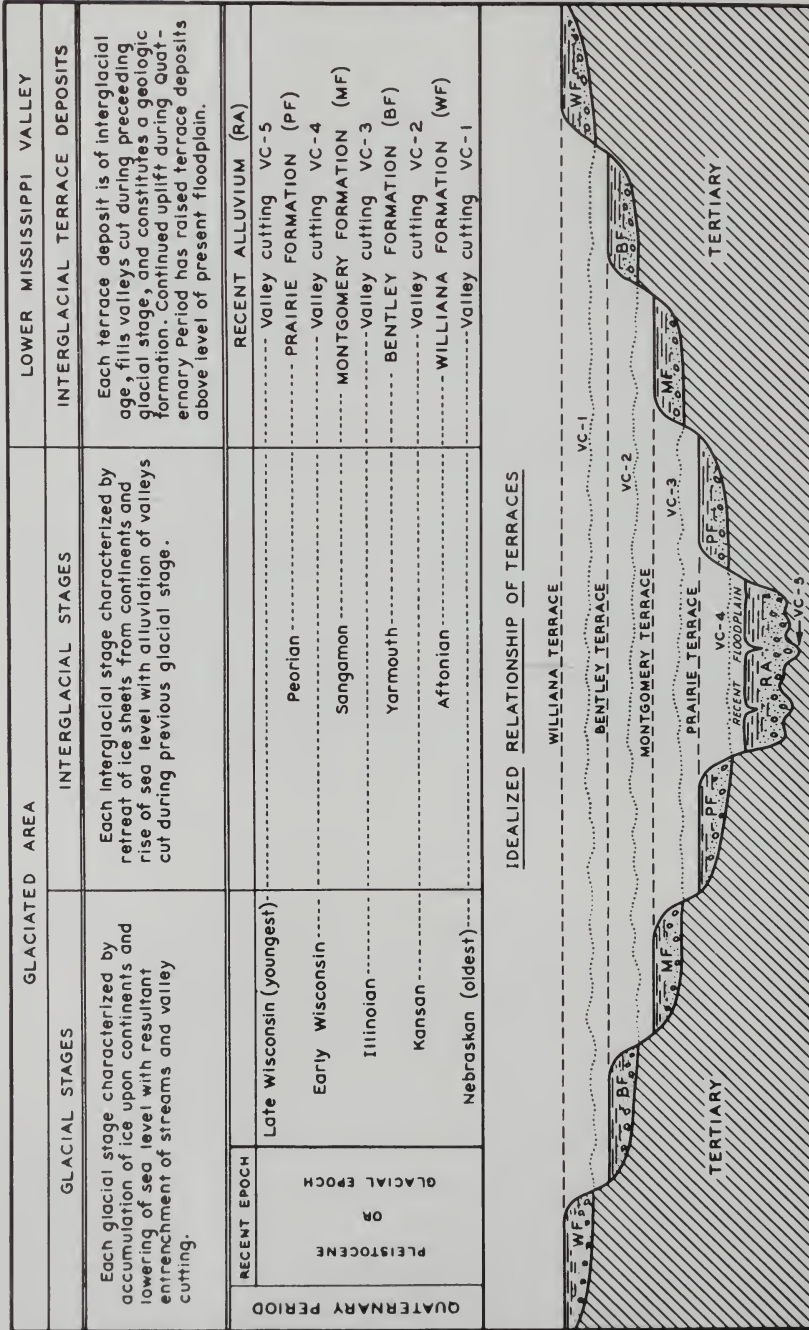 GLACIATED AREA
LOWER MISSISSIPPI VALLEY
GLACIAL STAGES
INTERGLACIAL STAGES
INTERGLACIAL TERRACE DEPOSITS
Each glacial stage characterized by
accumulation of ice upon continents and
lowering of sea level with resultant
entrenchment of streams and valley
cutting.
Each Interglacial stage characterized by
retreat of ice sheets from continents and
rise of sea level with alluviation of valleys
cut during previous glacial stage.
Each terrace deposit is of interglacial
age, fills valleys cut during preceeding
glacial stage, and constitutes a geologic
formation. Continued uplift during Quat-
ernary Period has raised terrace deposits
above level of present floodplain.
QUATERNARY PERIOD
RECENT EPOCH
RECENT ALLUVIUM (RA)
PLEISTOCENE
OR
GLACIAL EPOCH
Late Wisconsin (youngest) Valley cutting VC-5
Peorian PRAIRIE FORMATION (PF)
Early Wisconsin Valley cutting VC-4
Sangamon MONTGOMERY FORMATION (MF)
Illinoian Valley cutting VC-3
Yarmouth BENTLEY FORMATION (BF)
Kansan Valley cutting VC-2
Aftonian WILLIANA FORMATION (WF)
Nebraskan (oldest) Valley cutting VC-1
IDEALIZED RELATIONSHIP OF TERRACES
WF
WILLIANA TERRACE
WF
VC-1
BF
BENTLEY TERRACE
BF
VC-2
MF
MONTGOMERY TERRACE
MF
VC-3
PF
PRAIRIE TERRACE
PF
VC-4
RECENT FLOODPLAIN
RA
VC-5
TERTIARY
TERTIARY